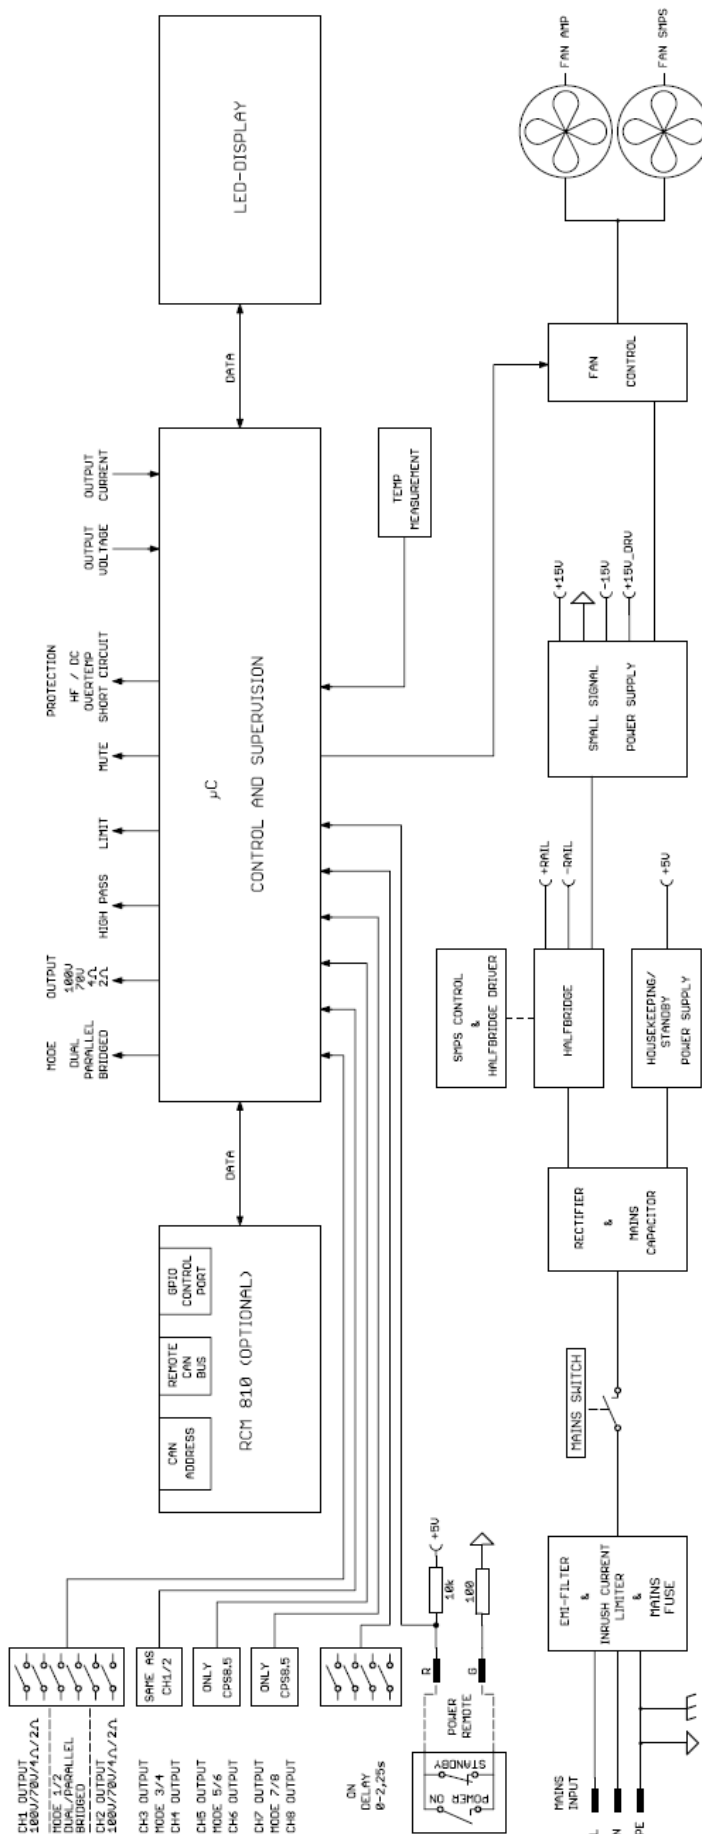 CH1 OUTPUT
100V/70V/4Ω/2Ω
MODE 1/2
DUAL/PARALLEL
BRIDGED
CH2 OUTPUT
100V/70V/4Ω/2Ω
CH3 OUTPUT
MODE 3/4
CH4 OUTPUT
SAME AS
CH1/2
CH5 OUTPUT
MODE 5/6
CH6 OUTPUT
ONLY
CPS8.5
CH7 OUTPUT
MODE 7/8
CH8 OUTPUT
ONLY
CPS8.5
ON
DELAY
0-2,25s
CAN
ADDRESS
REMOTE
CAN
BUS
GPIO
CONTROL
PORT
RCM 810 (OPTIONAL)
DATA
MODE
DUAL
PARALLEL
BRIDGED
OUTPUT
100V
70V
4Ω
2Ω
HIGH PASS
LIMIT
MUTE
PROTECTION
HF / DC
OVERTEMP
SHORT CIRCUIT
OUTPUT
VOLTAGE
OUTPUT
CURRENT
µC
CONTROL AND SUPERVISION
DATA
LED-DISPLAY
TEMP
MEASUREMENT
POWER ON
STANDBY
POWER
REMOTE
R
G
10k
100
+5V
MAINS
INPUT
L
N
PE
EMI-FILTER
&
INRUSH CURRENT
LIMITER
&
MAINS
FUSE
MAINS SWITCH
RECTIFIER
&
MAINS
CAPACITOR
SMPS CONTROL
&
HALFBRIDGE DRIVER
HALFBRIDGE
+RAIL
-RAIL
HOUSEKEEPING/
STANDBY
POWER SUPPLY
+5V
SMALL SIGNAL
POWER SUPPLY
+15V
-15V
+15V_DRV
FAN
CONTROL
FAN AMP
FAN SMPS